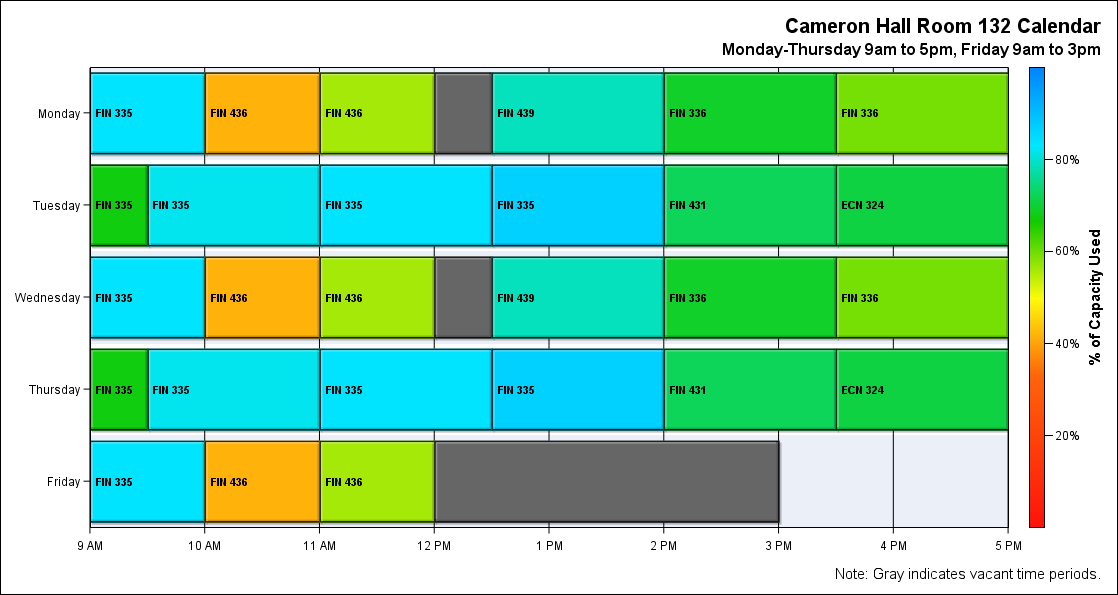 Cameron Hall Room 132 Calendar
Monday-Thursday 9am to 5pm, Friday 9am to 3pm
Monday FIN 335 FIN 436 FIN 436 FIN 439 FIN 336 FIN 336
Tuesday FIN 335 FIN 335 FIN 335 FIN 335 FIN 431 ECN 324
Wednesday FIN 335 FIN 436 FIN 436 FIN 439 FIN 336 FIN 336
Thursday FIN 335 FIN 335 FIN 335 FIN 335 FIN 431 ECN 324
Friday FIN 335 FIN 436 FIN 436
9 AM 10 AM 11 AM 12 PM 1 PM 2 PM 3 PM 4 PM 5 PM
80%
60%
40%
20%
% of Capacity Used
Note: Gray indicates vacant time periods.